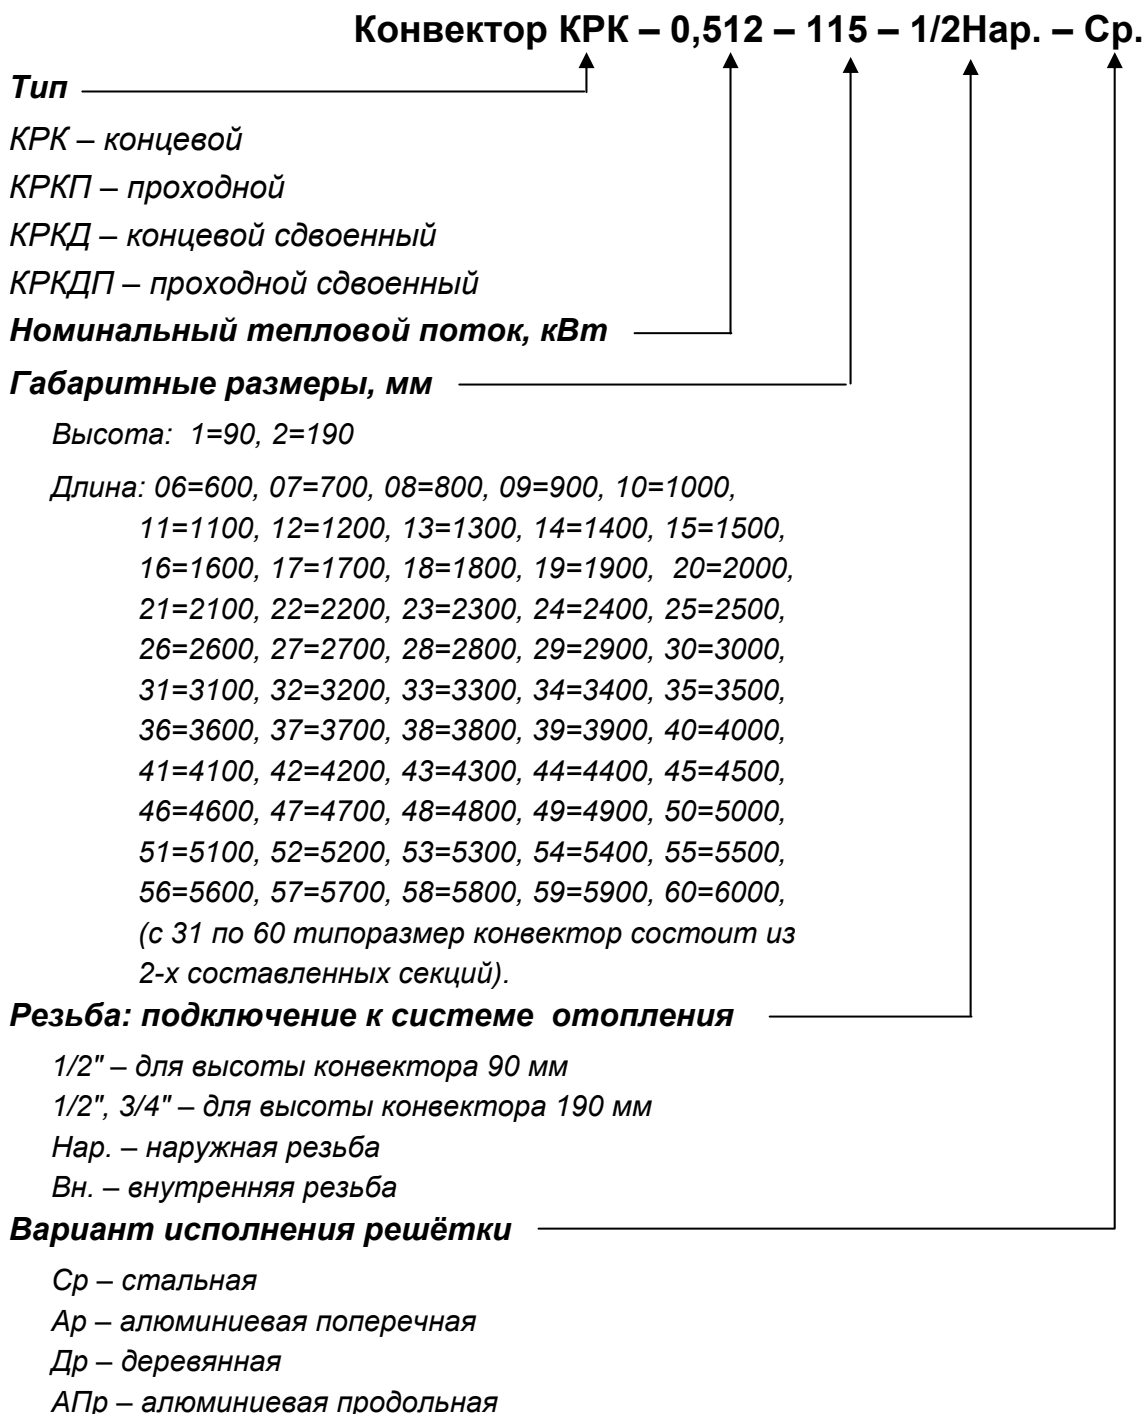 Конвектор КРК – 0,512 – 115 – 1/2Нар. – Ср.
Тип
КРК – концевой
КРКП – проходной
КРКД – концевой сдвоенный
КРКДП – проходной сдвоенный
Номинальный тепловой поток, кВт
Габаритные размеры, мм
Высота: 1=90, 2=190
Длина: 06=600, 07=700, 08=800, 09=900, 10=1000,
11=1100, 12=1200, 13=1300, 14=1400, 15=1500,
16=1600, 17=1700, 18=1800, 19=1900, 20=2000,
21=2100, 22=2200, 23=2300, 24=2400, 25=2500,
26=2600, 27=2700, 28=2800, 29=2900, 30=3000,
31=3100, 32=3200, 33=3300, 34=3400, 35=3500,
36=3600, 37=3700, 38=3800, 39=3900, 40=4000,
41=4100, 42=4200, 43=4300, 44=4400, 45=4500,
46=4600, 47=4700, 48=4800, 49=4900, 50=5000,
51=5100, 52=5200, 53=5300, 54=5400, 55=5500,
56=5600, 57=5700, 58=5800, 59=5900, 60=6000,
(с 31 по 60 типоразмер конвектор состоит из
2-х составленных секций).
Резьба: подключение к системе отопления
1/2" – для высоты конвектора 90 мм
1/2", 3/4" – для высоты конвектора 190 мм
Нар. – наружная резьба
Вн. – внутренняя резьба
Вариант исполнения решётки
Ср – стальная
Ар – алюминиевая поперечная
Др – деревянная
АПр – алюминиевая продольная